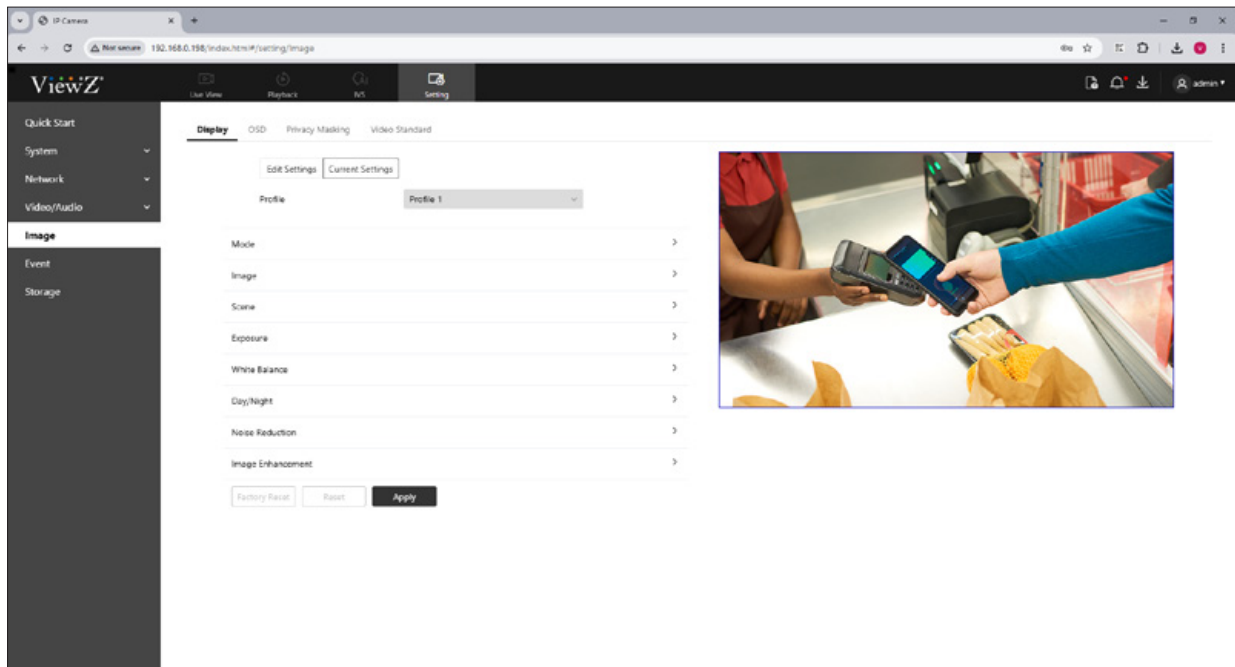 IP Camera
Not secure 192.168.0.198/index.html#/setting/image
ViewZ
Live View Playback IVS Setting
admin
Quick Start
System
Network
Video/Audio
Image
Event
Storage
Display OSD Privacy Masking Video Standard
Edit Settings Current Settings
Profile Profile 1
Mode
Image
Scene
Exposure
White Balance
Day/Night
Noise Reduction
Image Enhancement
Factory Reset Reset Apply